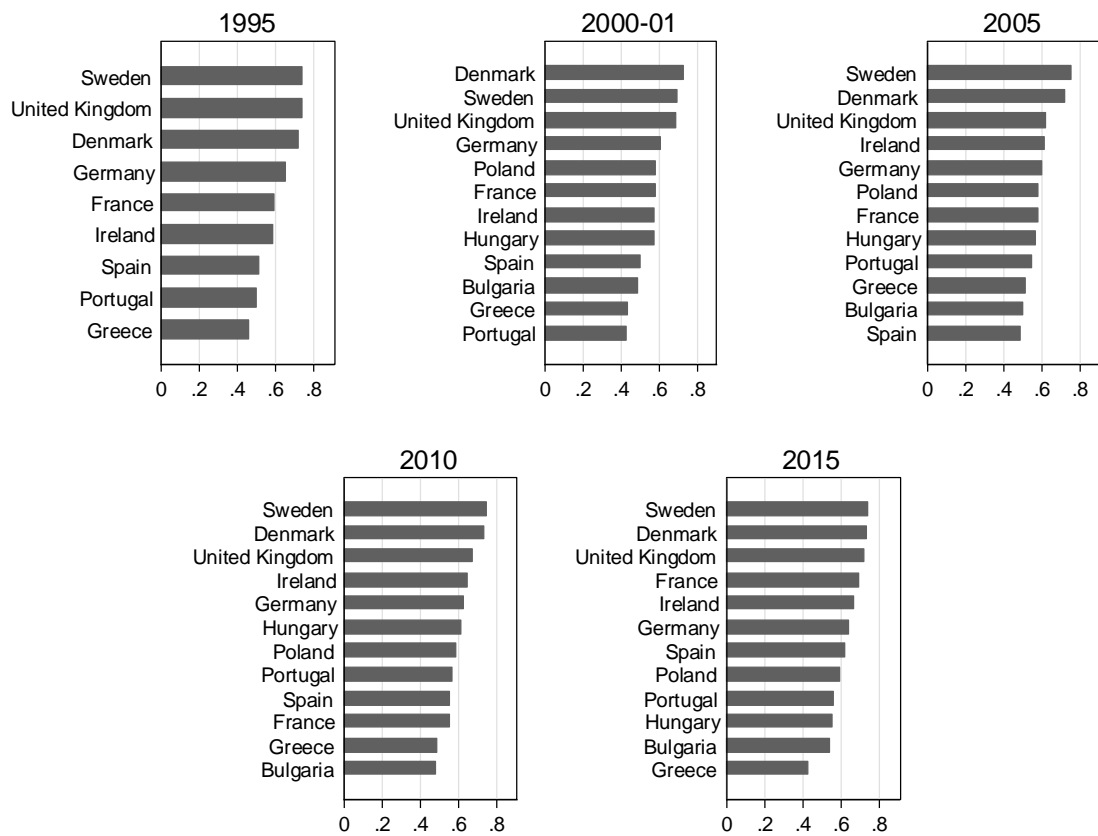 1995
Sweden
United Kingdom
Denmark
Germany
France
Ireland
Spain
Portugal
Greece
0 .2 .4 .6 .8
2000-01
Denmark
Sweden
United Kingdom
Germany
Poland
France
Ireland
Hungary
Spain
Bulgaria
Greece
Portugal
0 .2 .4 .6 .8
2005
Sweden
Denmark
United Kingdom
Ireland
Germany
Poland
France
Hungary
Portugal
Greece
Bulgaria
Spain
0 .2 .4 .6 .8
2010
Sweden
Denmark
United Kingdom
Ireland
Germany
Hungary
Poland
Portugal
Spain
France
Greece
Bulgaria
0 .2 .4 .6 .8
2015
Sweden
Denmark
United Kingdom
France
Ireland
Germany
Spain
Poland
Portugal
Hungary
Bulgaria
Greece
0 .2 .4 .6 .8